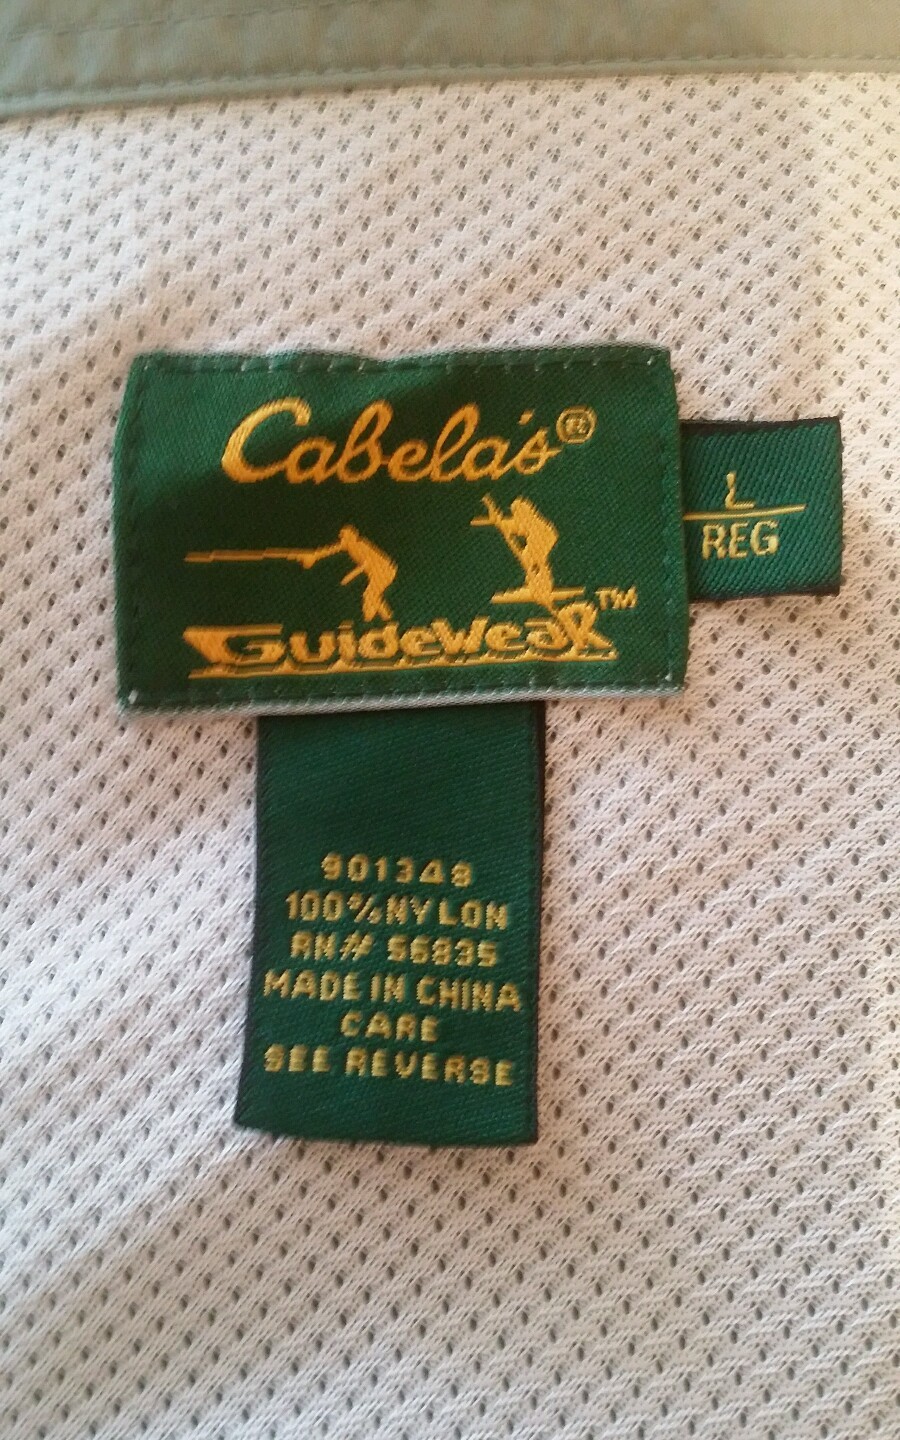 Cabela's®
GuideWear™
L
REG
901348
100%NYLON
RN# 56835
MADE IN CHINA
CARE
SEE REVERSE